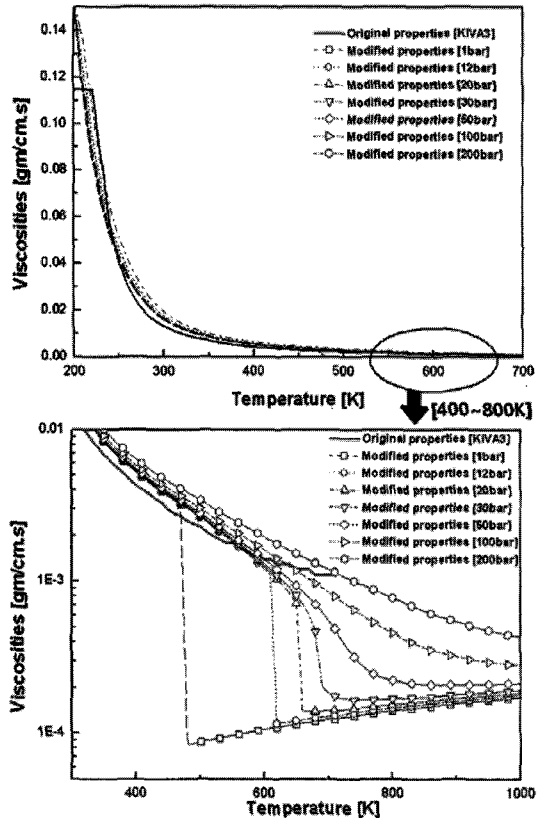 Viscosities [gm/cm.s]
0.14
0.12
0.10
0.08
0.06
0.04
0.02
0.00
Original properties [KIVA3]
Modified properties [1bar]
Modified properties [12bar]
Modified properties [20bar]
Modified properties [30bar]
Modified properties [50bar]
Modified properties [100bar]
Modified properties [200bar]
200 250 300 350 400 450 500 550 600 700
Temperature [K]
[400~800K]
Viscosities [gm/cm.s]
0.01
1E-3
1E-4
Original properties [KIVA3]
Modified properties [1bar]
Modified properties [12bar]
Modified properties [20bar]
Modified properties [30bar]
Modified properties [50bar]
Modified properties [100bar]
Modified properties [200bar]
400 600 800 1000
Temperature [K]